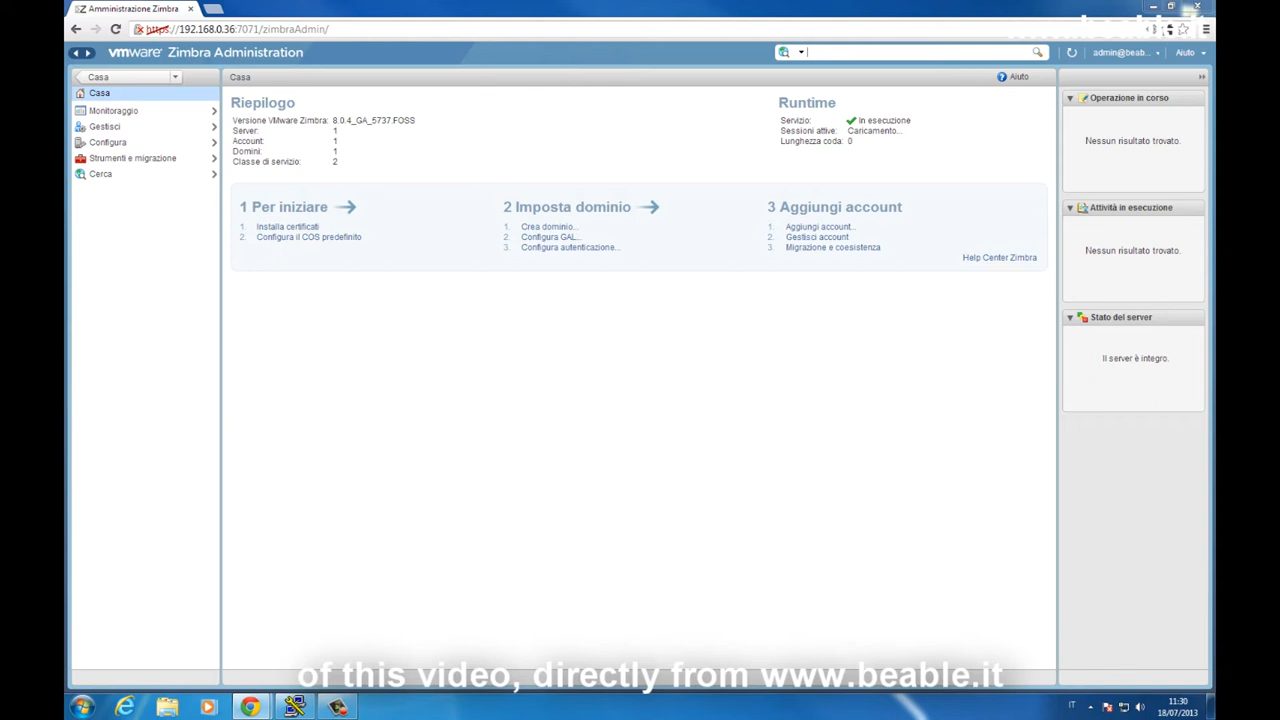 Amministrazione Zimbra
https://192.168.0.36:7071/zimbraAdmin/
vmware Zimbra Administration
admin@beab...
Aiuto
Casa
Casa
Aiuto
Casa
Monitoraggio
Gestisci
Configura
Strumenti e migrazione
Cerca
Riepilogo
Versione VMware Zimbra: 8.0.4_GA_5737.FOSS
Server: 1
Account: 1
Domini: 1
Classe di servizio: 2
Runtime
Servizio: In esecuzione
Sessioni attive: Caricamento...
Lunghezza coda: 0
1 Per iniziare
1. Installa certificati
2. Configura il COS predefinito
2 Imposta dominio
1. Crea dominio...
2. Configura GAL...
3. Configura autenticazione...
3 Aggiungi account
1. Aggiungi account...
2. Gestisci account
3. Migrazione e coesistenza
Help Center Zimbra
Operazione in corso
Nessun risultato trovato.
Attività in esecuzione
Nessun risultato trovato.
Stato del server
Il server è integro.
of this video, directly from www.beable.it
IT
11:30
18/07/2013